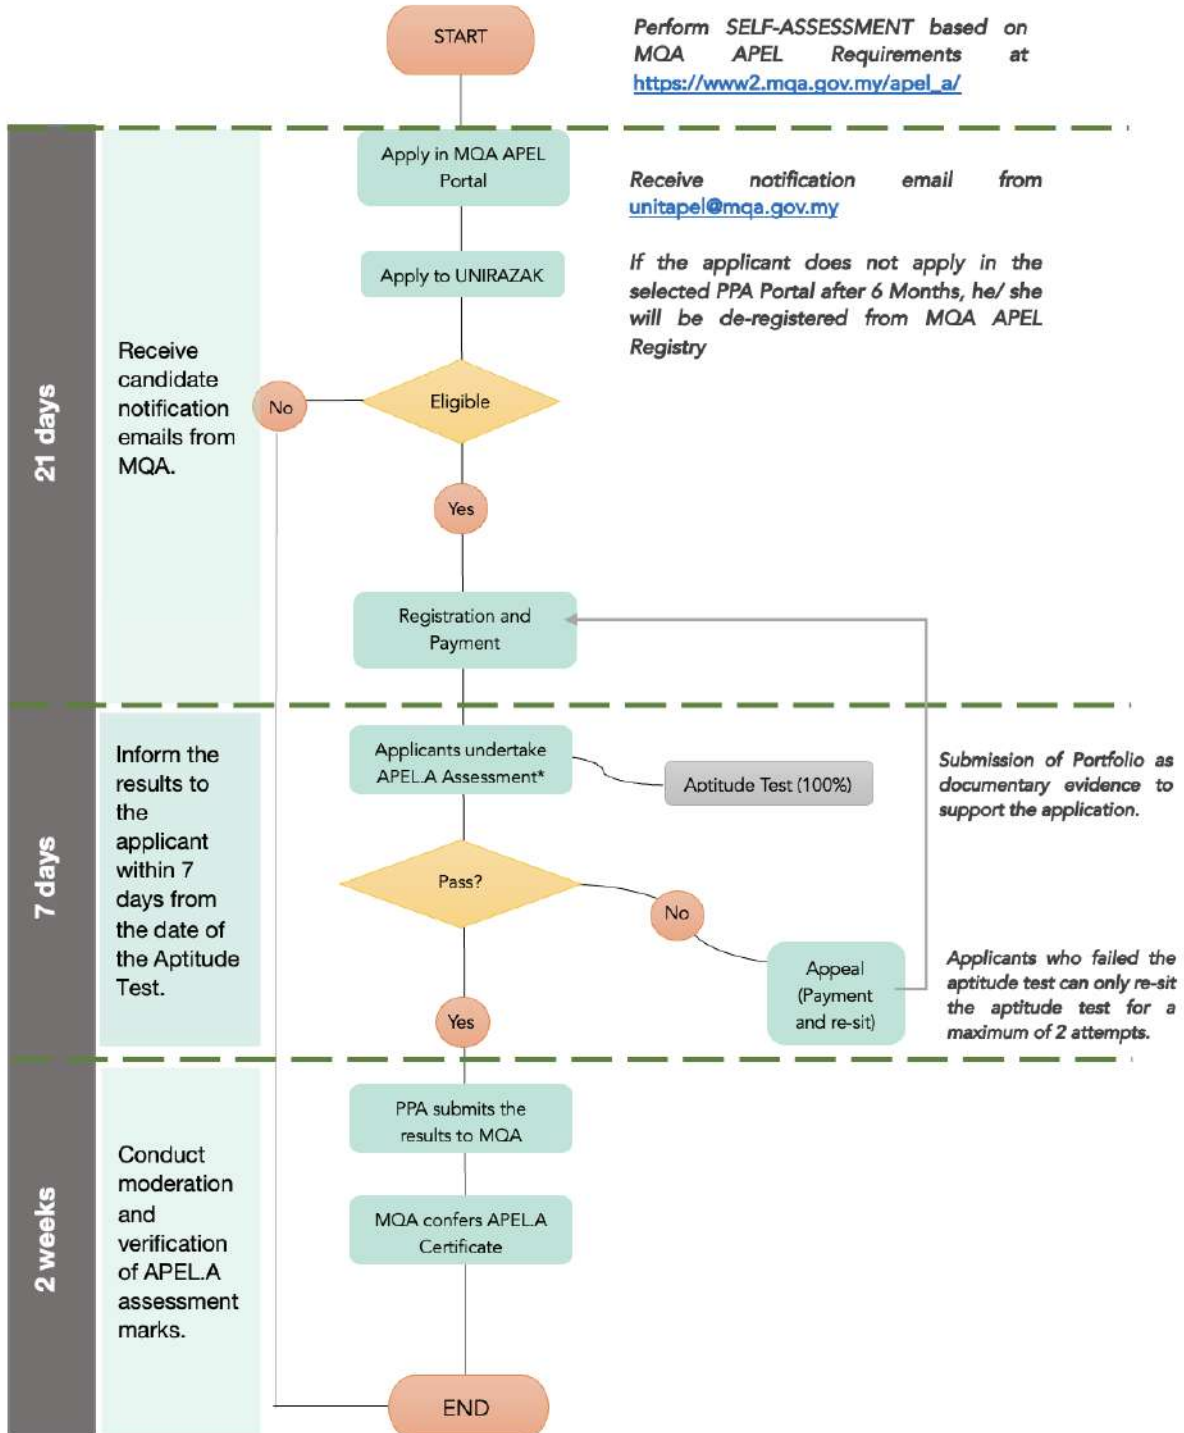 START
Perform SELF-ASSESSMENT based on
MQA APEL Requirements at
https://www2.mqa.gov.my/apel_a/
21 days
Receive
candidate
notification
emails from
MQA.
Apply in MQA APEL
Portal
Receive notification email from
unitapel@mqa.gov.my
Apply to UNIRAZAK
If the applicant does not apply in the
selected PPA Portal after 6 Months, he/ she
will be de-registered from MQA APEL
Registry
Eligible
No
Yes
Registration and
Payment
7 days
Inform the
results to
the
applicant
within 7
days from
the date of
the Aptitude
Test.
Applicants undertake
APEL.A Assessment*
Aptitude Test (100%)
Submission of Portfolio as
documentary evidence to
support the application.
Pass?
No
Appeal
(Payment
and re-sit)
Applicants who failed the
aptitude test can only re-sit
the aptitude test for a
maximum of 2 attempts.
Yes
2 weeks
Conduct
moderation
and
verification
of APEL.A
assessment
marks.
PPA submits the
results to MQA
MQA confers APEL.A
Certificate
END